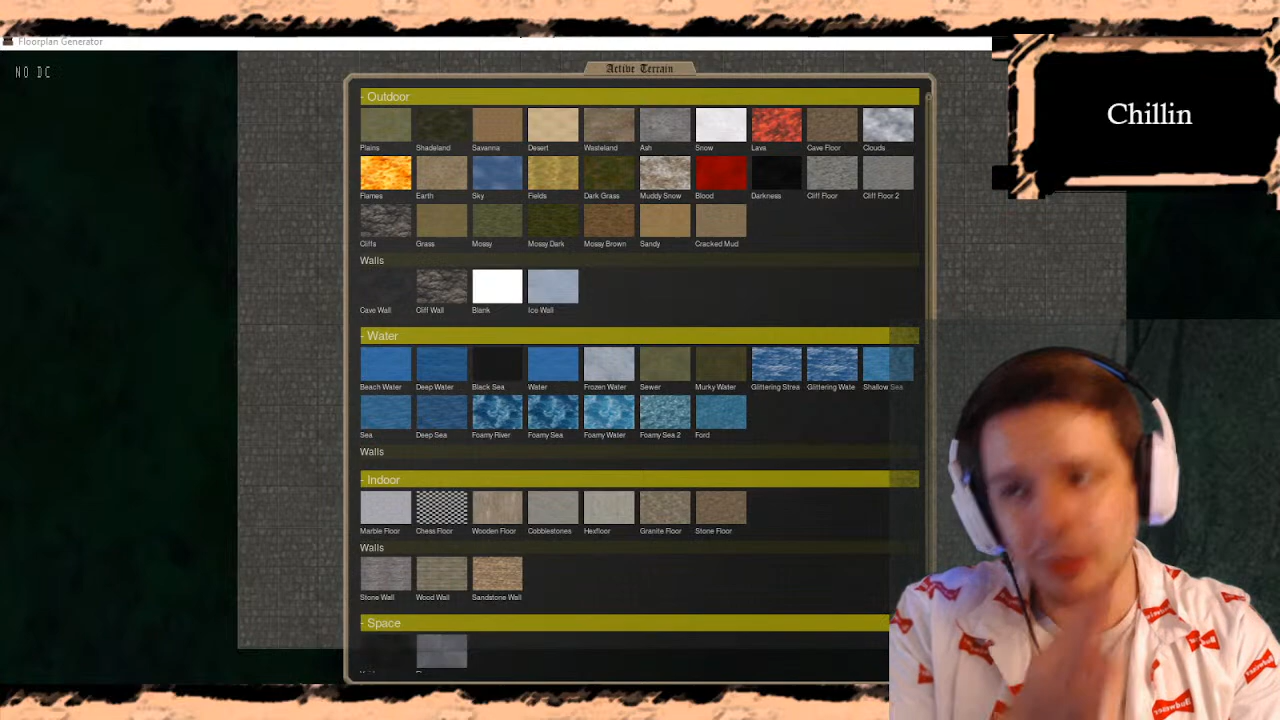 Floorplan Generator
NO DC
Chillin
Active Terrain
- Outdoor
Plains Shadeland Savanna Desert Wasteland Ash Snow Lava Cave Floor Clouds
Flames Earth Sky Fields Dark Grass Muddy Snow Blood Darkness Cliff Floor Cliff Floor 2
Cliffs Grass Mossy Mossy Dark Mossy Brown Sandy Cracked Mud
Walls
Cave Wall Cliff Wall Blank Ice Wall
- Water
Beach Water Deep Water Black Sea Water Frozen Water Sewer Murky Water Glittering Strea Glittering Wate Shallow Sea
Sea Deep Sea Foamy River Foamy Sea Foamy Water Foamy Sea 2 Ford
Walls
- Indoor
Marble Floor Chess Floor Wooden Floor Cobblestones Hexfloor Granite Floor Stone Floor
Walls
Stone Wall Wood Wall Sandstone Wall
- Space